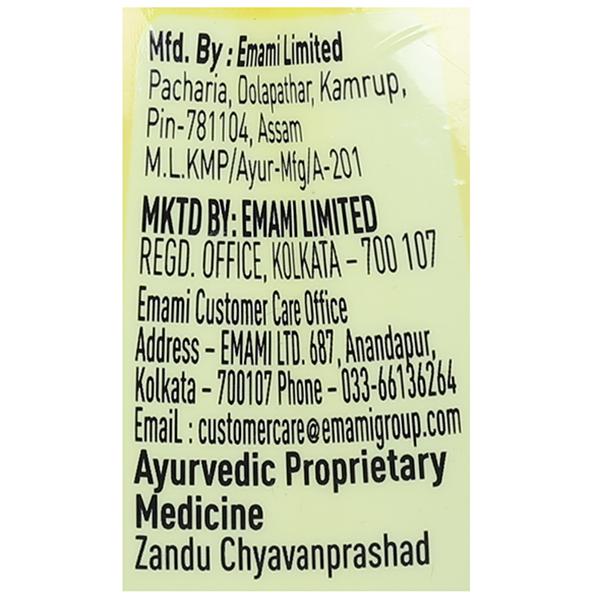 Mfd. By : Emami Limited
Pacharia, Dolapathar, Kamrup,
Pin-781104, Assam
M.L.KMP/Ayur-Mfg/A-201
MKTD BY: EMAMI LIMITED
REGD. OFFICE, KOLKATA – 700 107
Emami Customer Care Office
Address – EMAMI LTD. 687, Anandapur,
Kolkata – 700107 Phone – 033-66136264
Email : customercare@emamigroup.com
Ayurvedic Proprietary
Medicine
Zandu Chyavanprashad